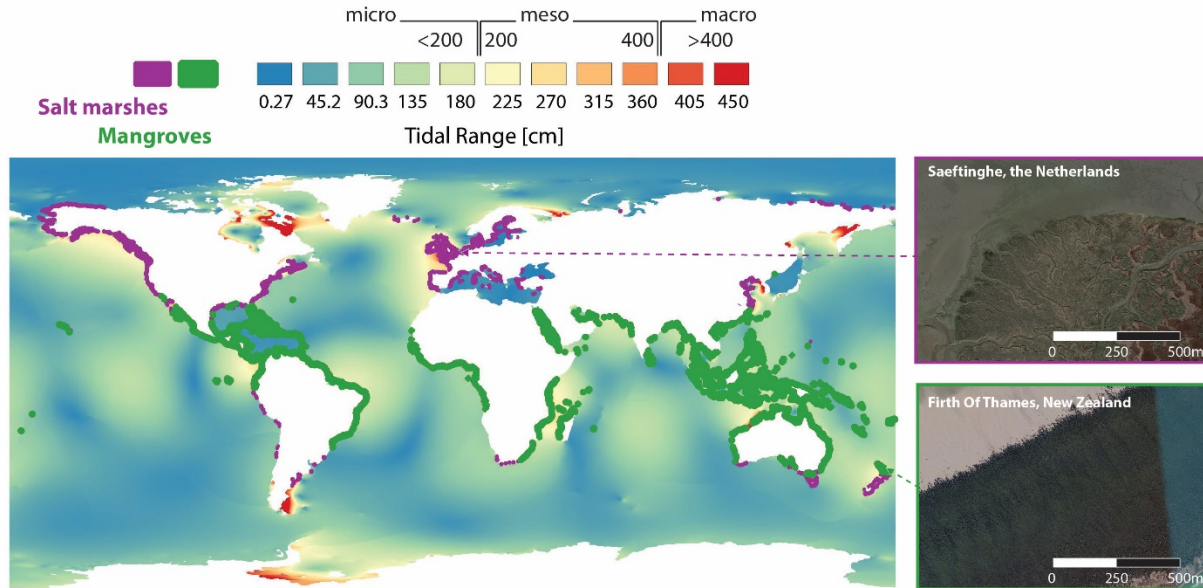 micro meso macro
<200 200 400 >400
0.27 45.2 90.3 135 180 225 270 315 360 405 450
Salt marshes
Mangroves
Tidal Range [cm]
Saeftinghe, the Netherlands
0 250 500m
Firth Of Thames, New Zealand
0 250 500m